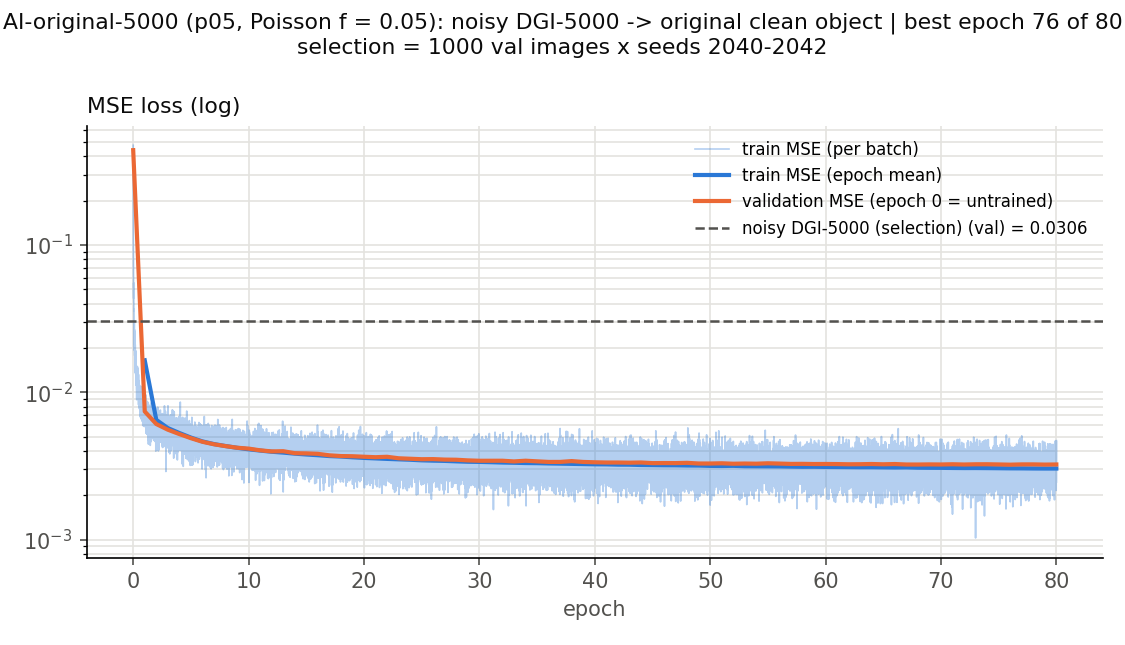 AI-original-5000 (p05, Poisson f = 0.05): noisy DGI-5000 -> original clean object | best epoch 76 of 80
selection = 1000 val images x seeds 2040-2042
MSE loss (log)
train MSE (per batch)
train MSE (epoch mean)
validation MSE (epoch 0 = untrained)
noisy DGI-5000 (selection) (val) = 0.0306
10⁻¹
10⁻²
10⁻³
0 10 20 30 40 50 60 70 80
epoch